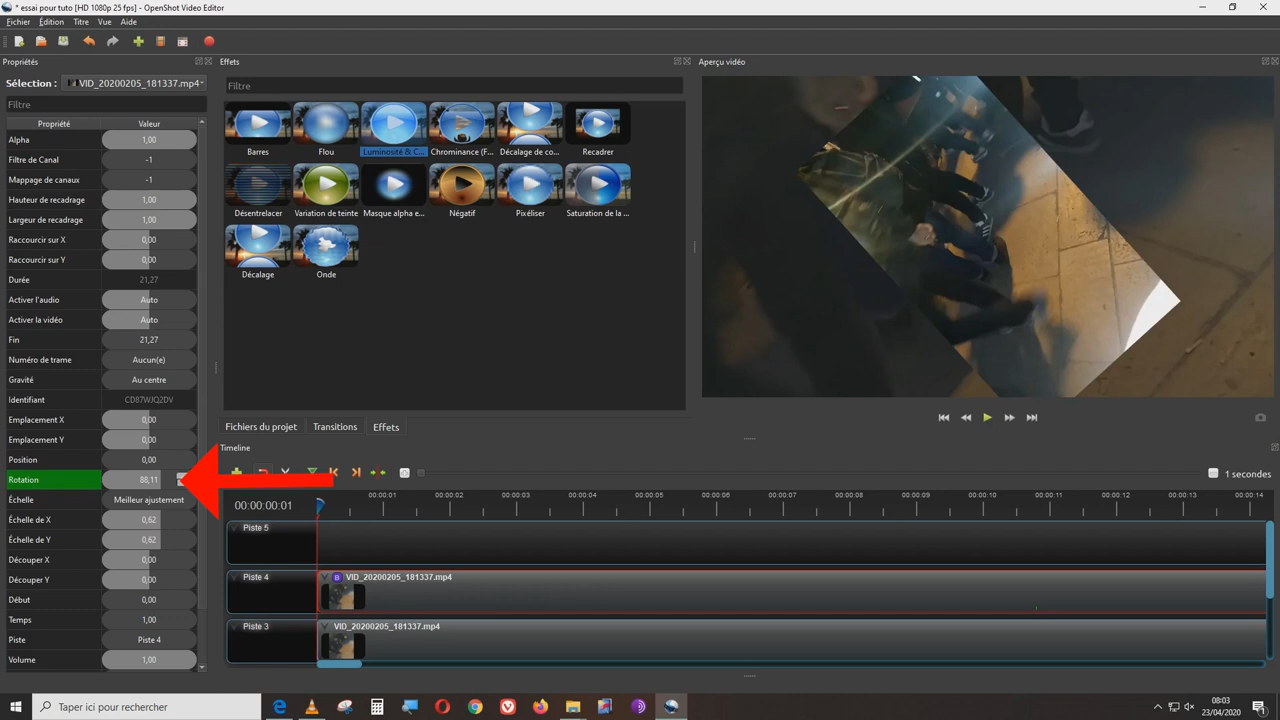 * essai pour tuto [HD 1080p 25 fps] - OpenShot Video Editor
Fichier Édition Titre Vue Aide
Propriétés
Sélection : VID_20200205_181337.mp4
Filtre
Propriété Valeur
Alpha 1,00
Filtre de Canal -1
Mappage de canaux -1
Hauteur de recadrage 1,00
Largeur de recadrage 1,00
Raccourcir sur X 0,00
Raccourcir sur Y 0,00
Durée 21,27
Activer l'audio Auto
Activer la vidéo Auto
Fin 21,27
Numéro de trame Aucun(e)
Gravité Au centre
Identifiant CD87WJQ2DV
Emplacement X 0,00
Emplacement Y 0,00
Position 0,00
Rotation 88,11
Échelle Meilleur ajustement
Échelle de X 0,62
Échelle de Y 0,62
Découper X 0,00
Découper Y 0,00
Début 0,00
Temps 1,00
Piste Piste 4
Volume 1,00
Effets
Filtre
Barres Flou Luminosité & C... Chrominance (F... Décalage de co... Recadrer
Désentrelacer Variation de teinte Masque alpha e... Négatif Pixéliser Saturation de la ...
Décalage Onde
Fichiers du projet Transitions Effets
Aperçu vidéo
Timeline
1 secondes
00:00:00:01
00:00:01 00:00:02 00:00:03 00:00:04 00:00:05 00:00:06 00:00:07 00:00:08 00:00:09 00:00:10 00:00:11 00:00:12 00:00:13 00:00:14
Piste 5
Piste 4 B VID_20200205_181337.mp4
Piste 3 VID_20200205_181337.mp4
Taper ici pour rechercher
08:03
23/04/2020
1